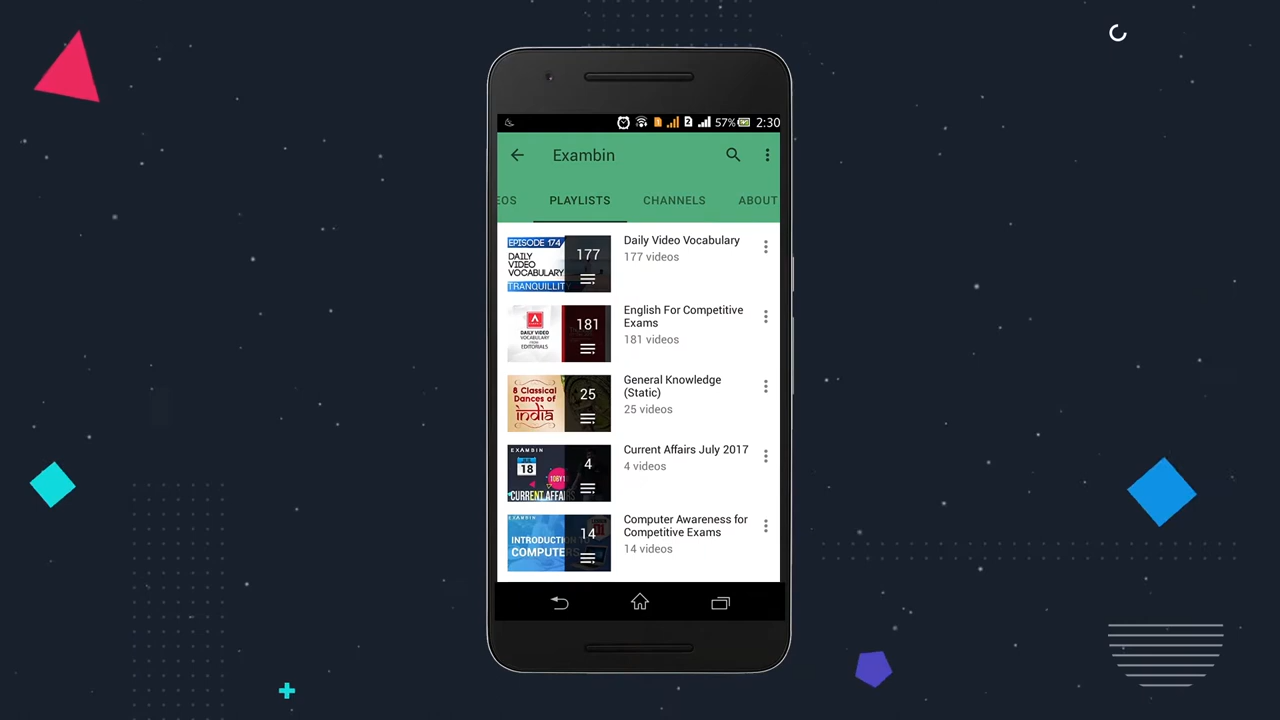 57% 2:30
Exambin
EOS PLAYLISTS CHANNELS ABOUT
EPISODE 174
DAILY
VIDEO
VOCABULARY
TRANQUILLITY
177
Daily Video Vocabulary
177 videos
DAILY VIDEO
VOCABULARY
FROM
EDITORIALS
181
English For Competitive
Exams
181 videos
8 Classical
Dances of
india
25
General Knowledge
(Static)
25 videos
EXAMBIN
18
CURRENT AFFAIRS
4
Current Affairs July 2017
4 videos
EXAMBIN
INTRODUCTION
COMPUTERS
14
Computer Awareness for
Competitive Exams
14 videos